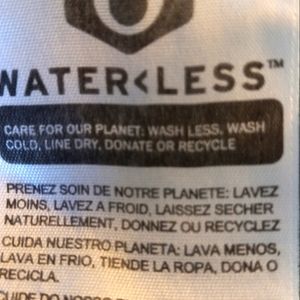 WATER<LESS™
CARE FOR OUR PLANET: WASH LESS, WASH
COLD, LINE DRY, DONATE OR RECYCLE
PRENEZ SOIN DE NOTRE PLANETE: LAVEZ
MOINS, LAVEZ A FROID, LAISSEZ SECHER
NATURELLEMENT, DONNEZ OU RECYCLEZ
CUIDA NUESTRO PLANETA: LAVA MENOS,
LAVA EN FRIO, TIENDE LA ROPA, DONA O
RECICLA.